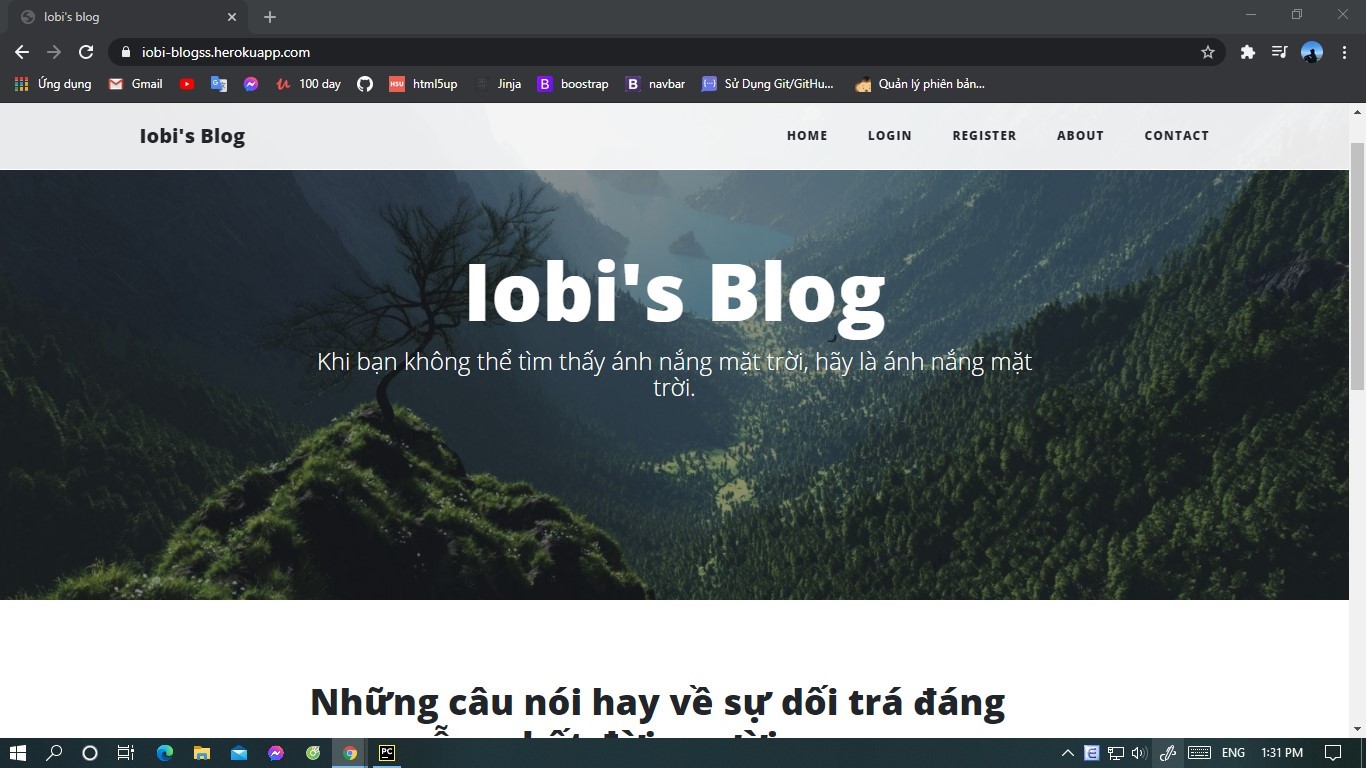 Iobi's blog
iobi-blogss.herokuapp.com
Ứng dụng Gmail 100 day html5up Jinja boostrap navbar Sử Dụng Git/GitHu... Quản lý phiên bản...
Iobi's Blog HOME LOGIN REGISTER ABOUT CONTACT
Iobi's Blog
Khi bạn không thể tìm thấy ánh nắng mặt trời, hãy là ánh nắng mặt
trời.
Những câu nói hay về sự dối trá đáng
ENG 1:31 PM